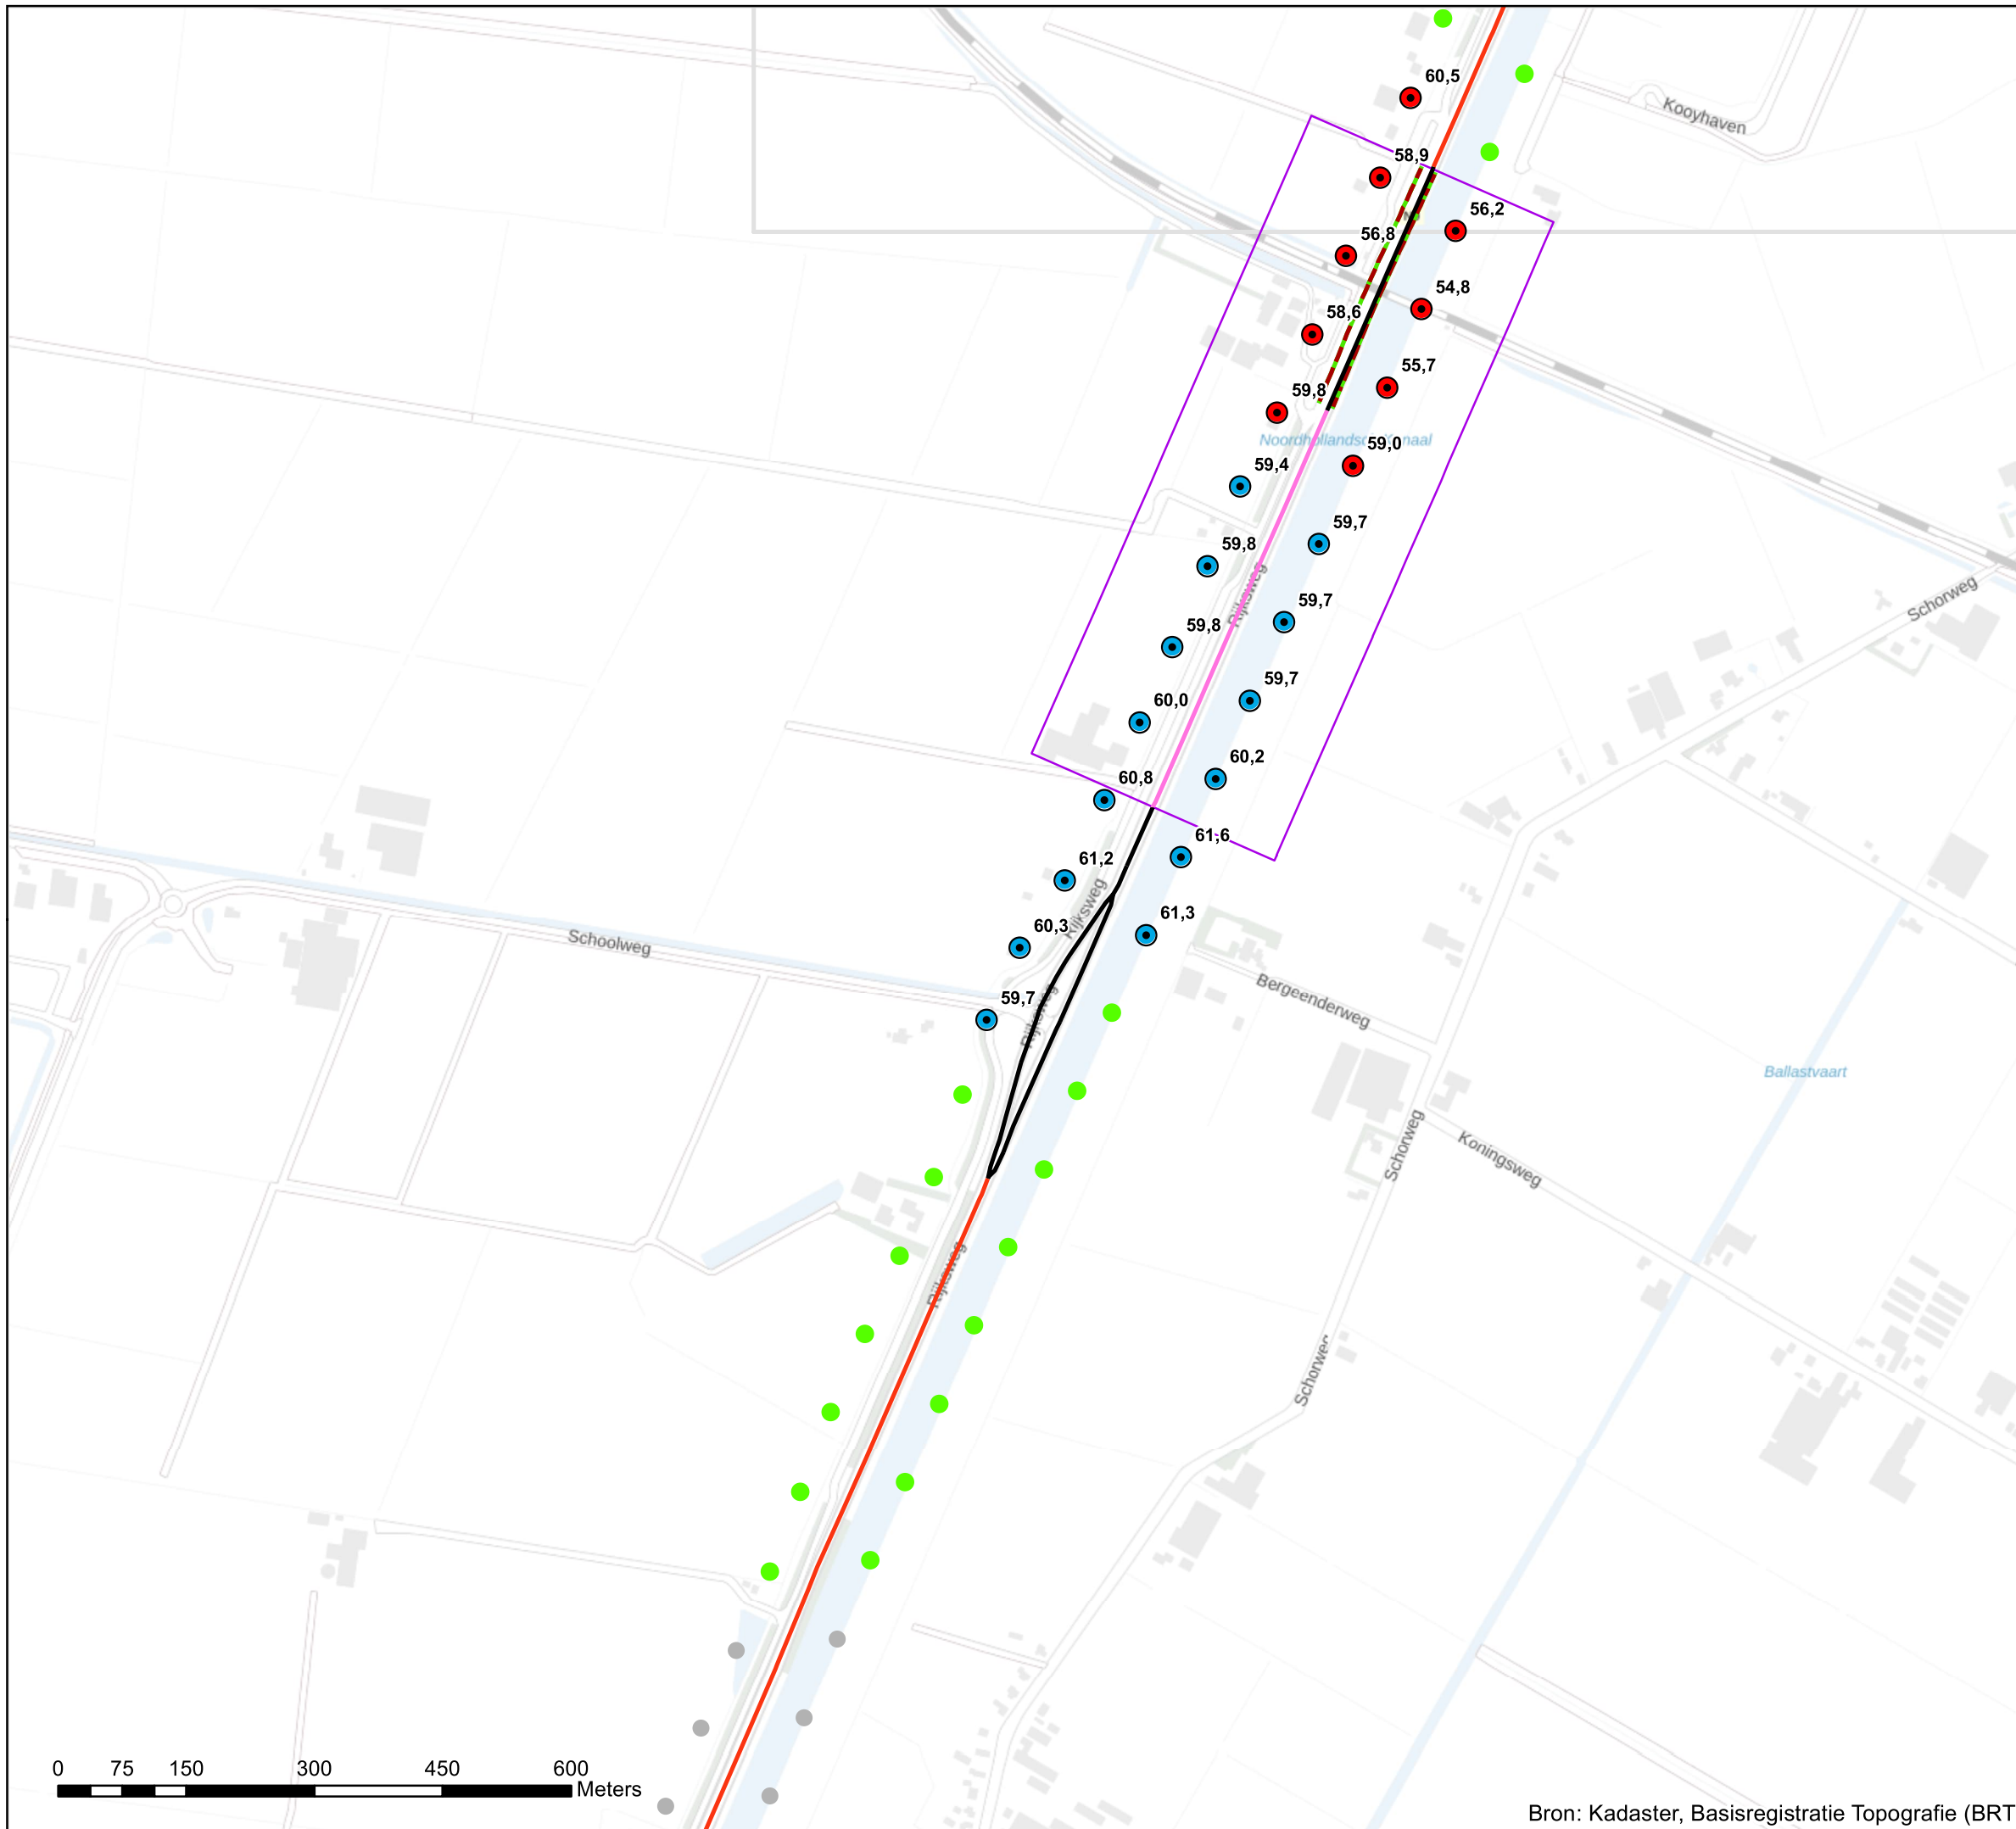 60,5
Kooyhaven
58,9
56,2
56,8
54,8
58,6
55,7
59,8
59,0
59,4
59,7
59,8
Rijksweg
59,7
Schorweg
59,8
59,7
60,0
60,2
60,8
61,6
61,2
Rijksweg
61,3
60,3
Schoolweg
59,7
Rijksweg
Bergeenderweg
Ballastvaart
Schorweg
Koningsweg
Rijksweg
Schorweg
0 75 150 300 450 600
Meters
Bron: Kadaster, Basisregistratie Topografie (BRT